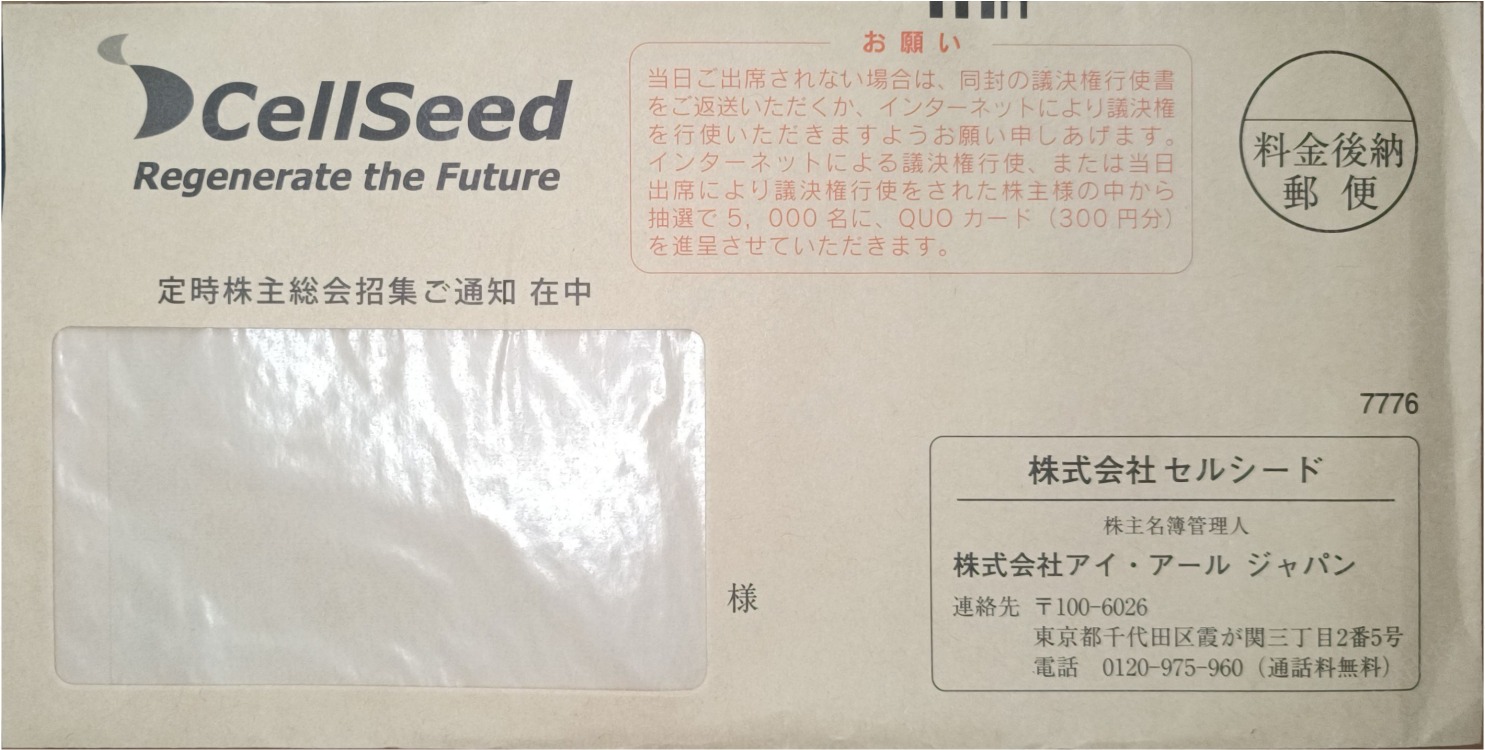 CellSeed
Regenerate the Future
お願い
当日ご出席されない場合は、同封の議決権行使書
をご返送いただくか、インターネットにより議決権
を行使いただきますようお願い申しあげます。
インターネットによる議決権行使、または当日
出席により議決権行使をされた株主様の中から
抽選で5,000名に、QUOカード(300円分)
を進呈させていただきます。
料金後納
郵便
定時株主総会招集ご通知 在中
様
7776
株式会社 セルシード
株主名簿管理人
株式会社アイ・アール ジャパン
連絡先 〒100-6026
東京都千代田区霞が関三丁目2番5号
電話 0120-975-960(通話料無料)